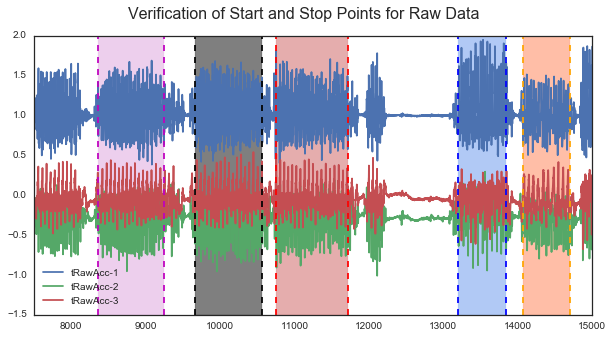 Verification of Start and Stop Points for Raw Data
2.0
1.5
1.0
0.5
0.0
−0.5
−1.0
−1.5
tRawAcc-1
tRawAcc-2
tRawAcc-3
8000 9000 10000 11000 12000 13000 14000 15000